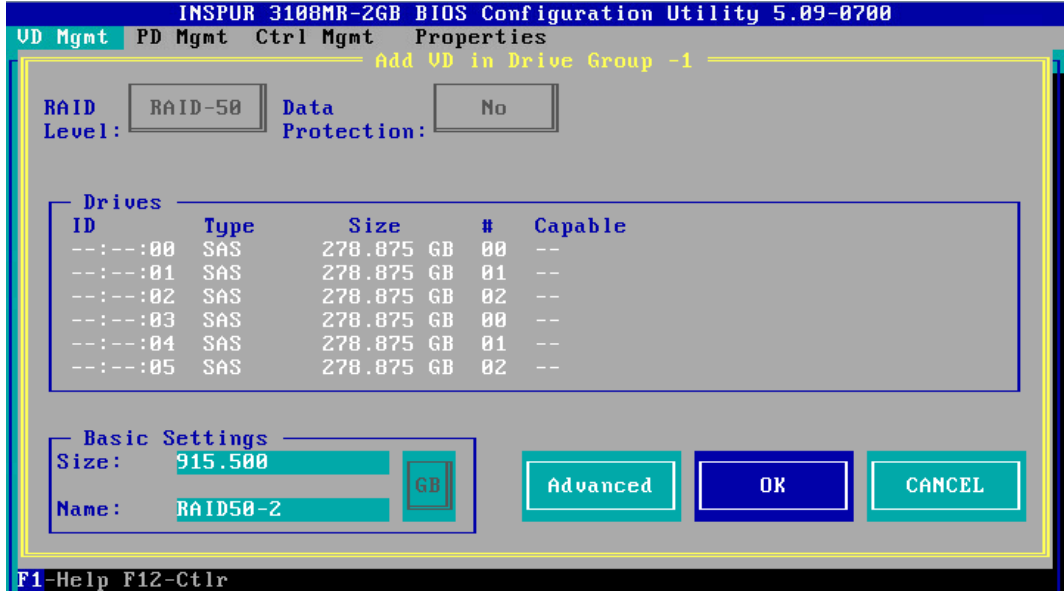 INSPUR 3108MR-2GB BIOS Configuration Utility 5.09-0700
VD Mgmt PD Mgmt Ctrl Mgmt Properties
Add VD in Drive Group -1
RAID Level: RAID-50 Data Protection: No
Drives
ID Type Size # Capable
--:--:00 SAS 278.875 GB 00 --
--:--:01 SAS 278.875 GB 01 --
--:--:02 SAS 278.875 GB 02 --
--:--:03 SAS 278.875 GB 00 --
--:--:04 SAS 278.875 GB 01 --
--:--:05 SAS 278.875 GB 02 --
Basic Settings
Size: 915.500 GB
Name: RAID50-2
Advanced OK CANCEL
F1-Help F12-Ctlr